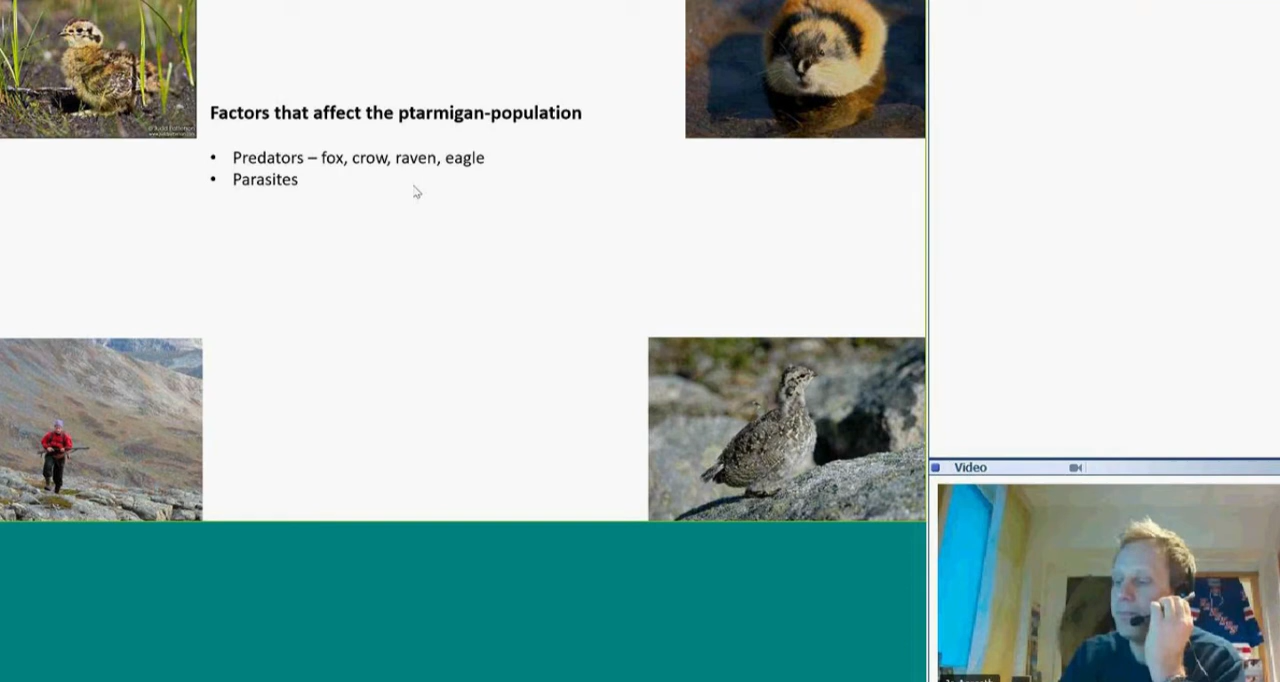 Factors that affect the ptarmigan-population
• Predators – fox, crow, raven, eagle
• Parasites
Video